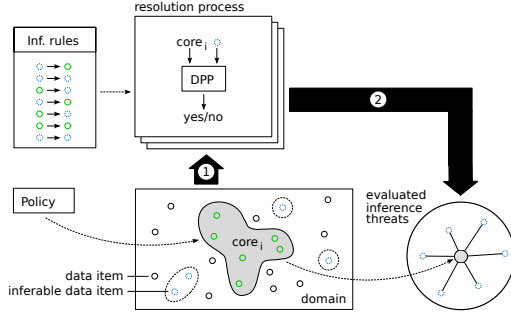 resolution process
Inf. rules
core i
DPP
yes/no
2
1
Policy
evaluated
inference
threats
core i
data item
inferable data item
domain